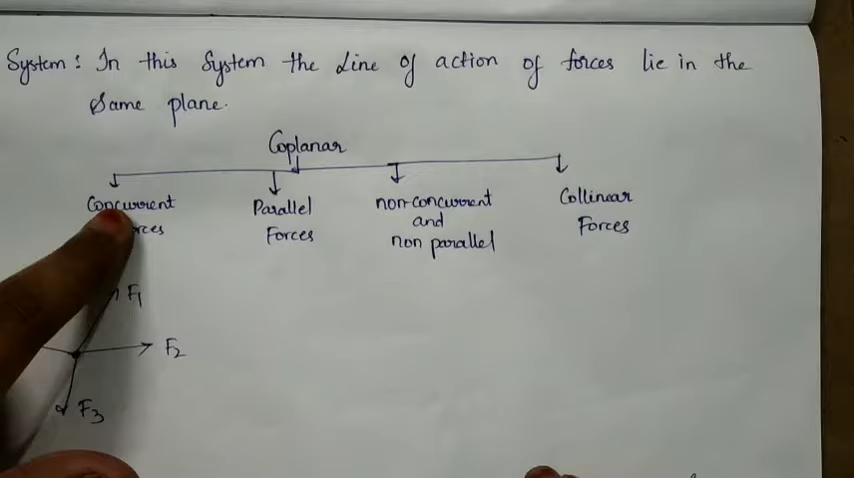 System: In this System the Line of action of forces lie in the
Same plane.
Coplanar
Concurrent
Parallel
Forces
non-concurrent
and
non parallel
Collinear
Forces
F1
F2
F3